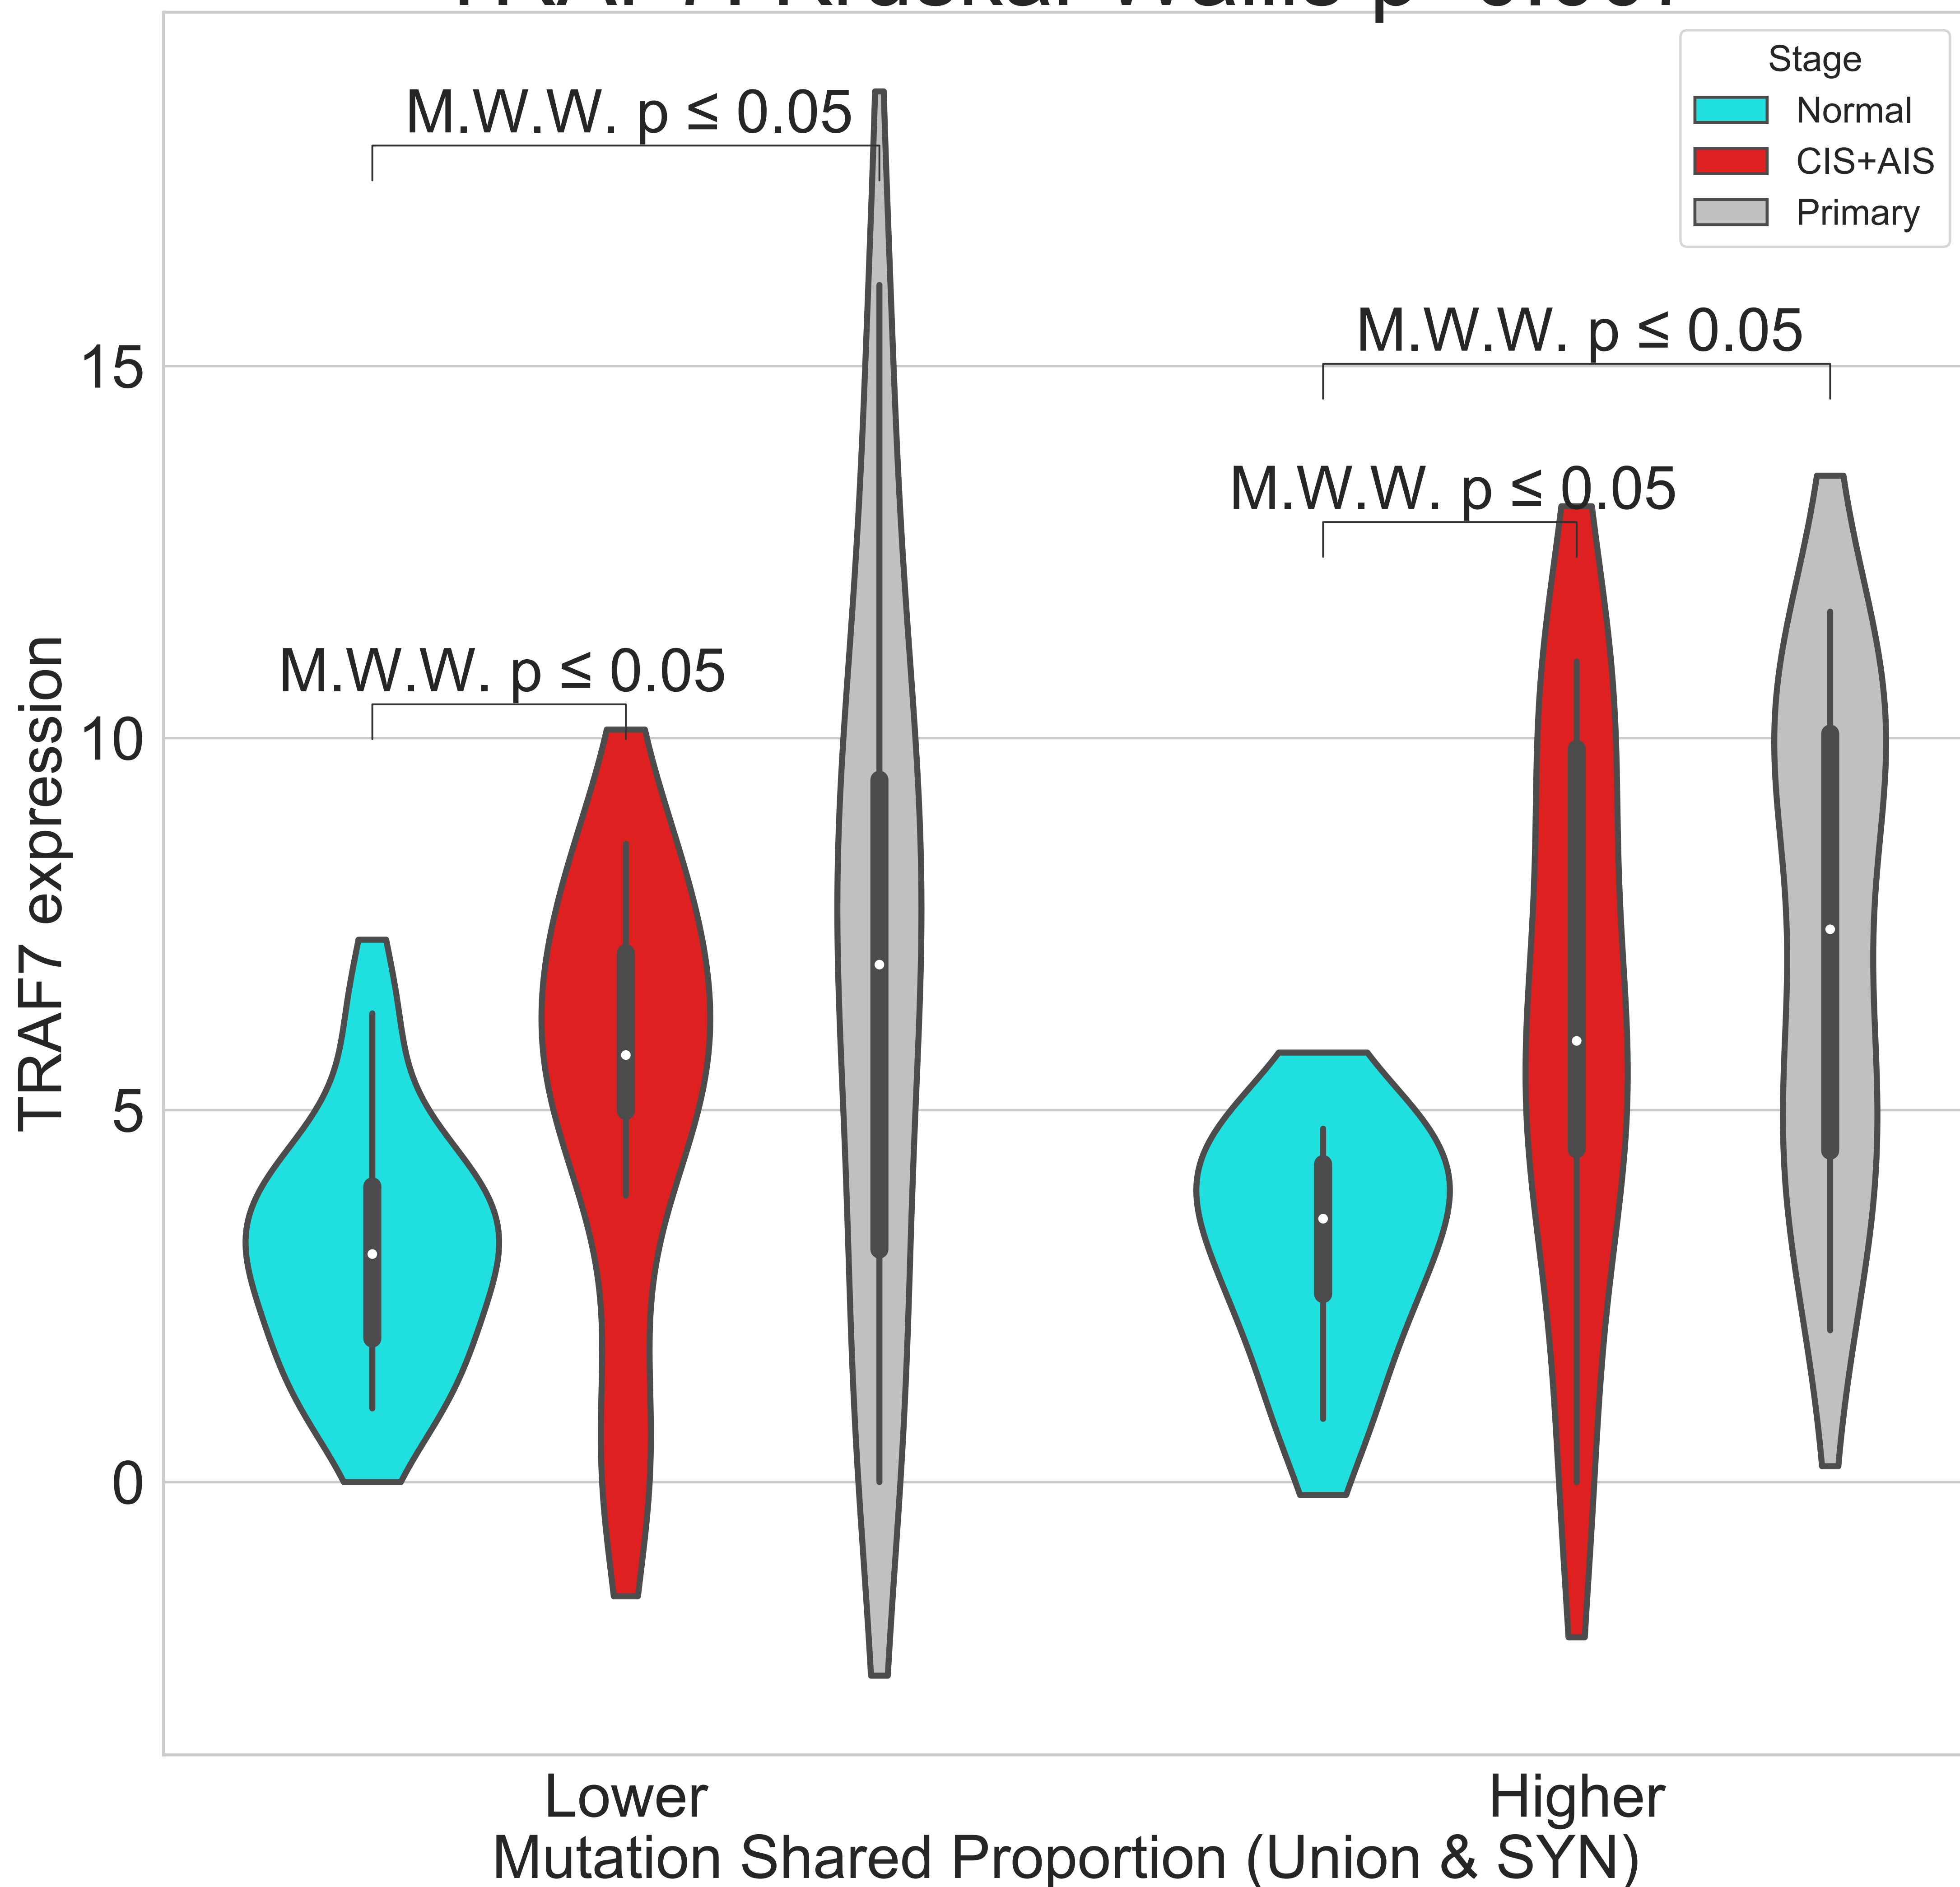 Stage
Normal
CIS+AIS
Primary
M.W.W. p ≤ 0.05
M.W.W. p ≤ 0.05
M.W.W. p ≤ 0.05
M.W.W. p ≤ 0.05
15
10
5
0
TRAF7 expression
Lower
Higher
Mutation Shared Proportion (Union & SYN)